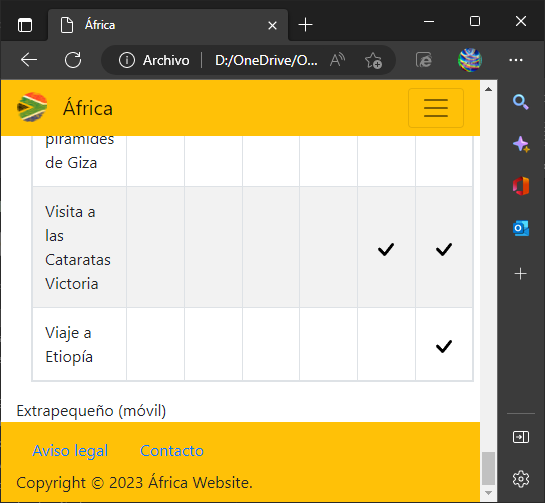 África
Archivo
D:/OneDrive/O...
África
pirámides
de Giza
Visita a
las
Cataratas
Victoria
Viaje a
Etiopía
Extrapequeño (móvil)
Aviso legal
Contacto
Copyright © 2023 África Website.